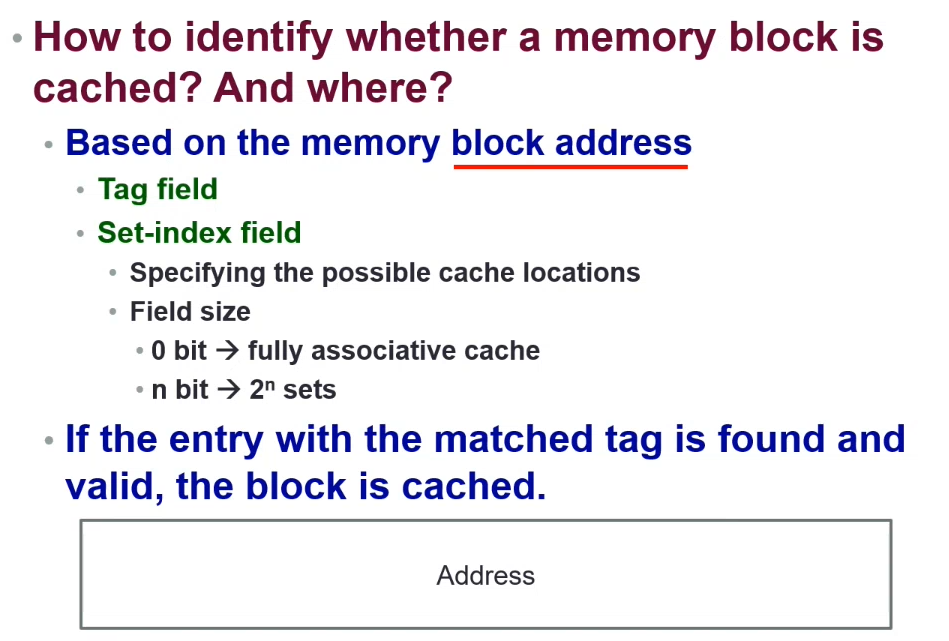 • How to identify whether a memory block is
cached? And where?
• Based on the memory block address
• Tag field
• Set-index field
• Specifying the possible cache locations
• Field size
• 0 bit → fully associative cache
• n bit → 2ⁿ sets
• If the entry with the matched tag is found and
valid, the block is cached.
Address